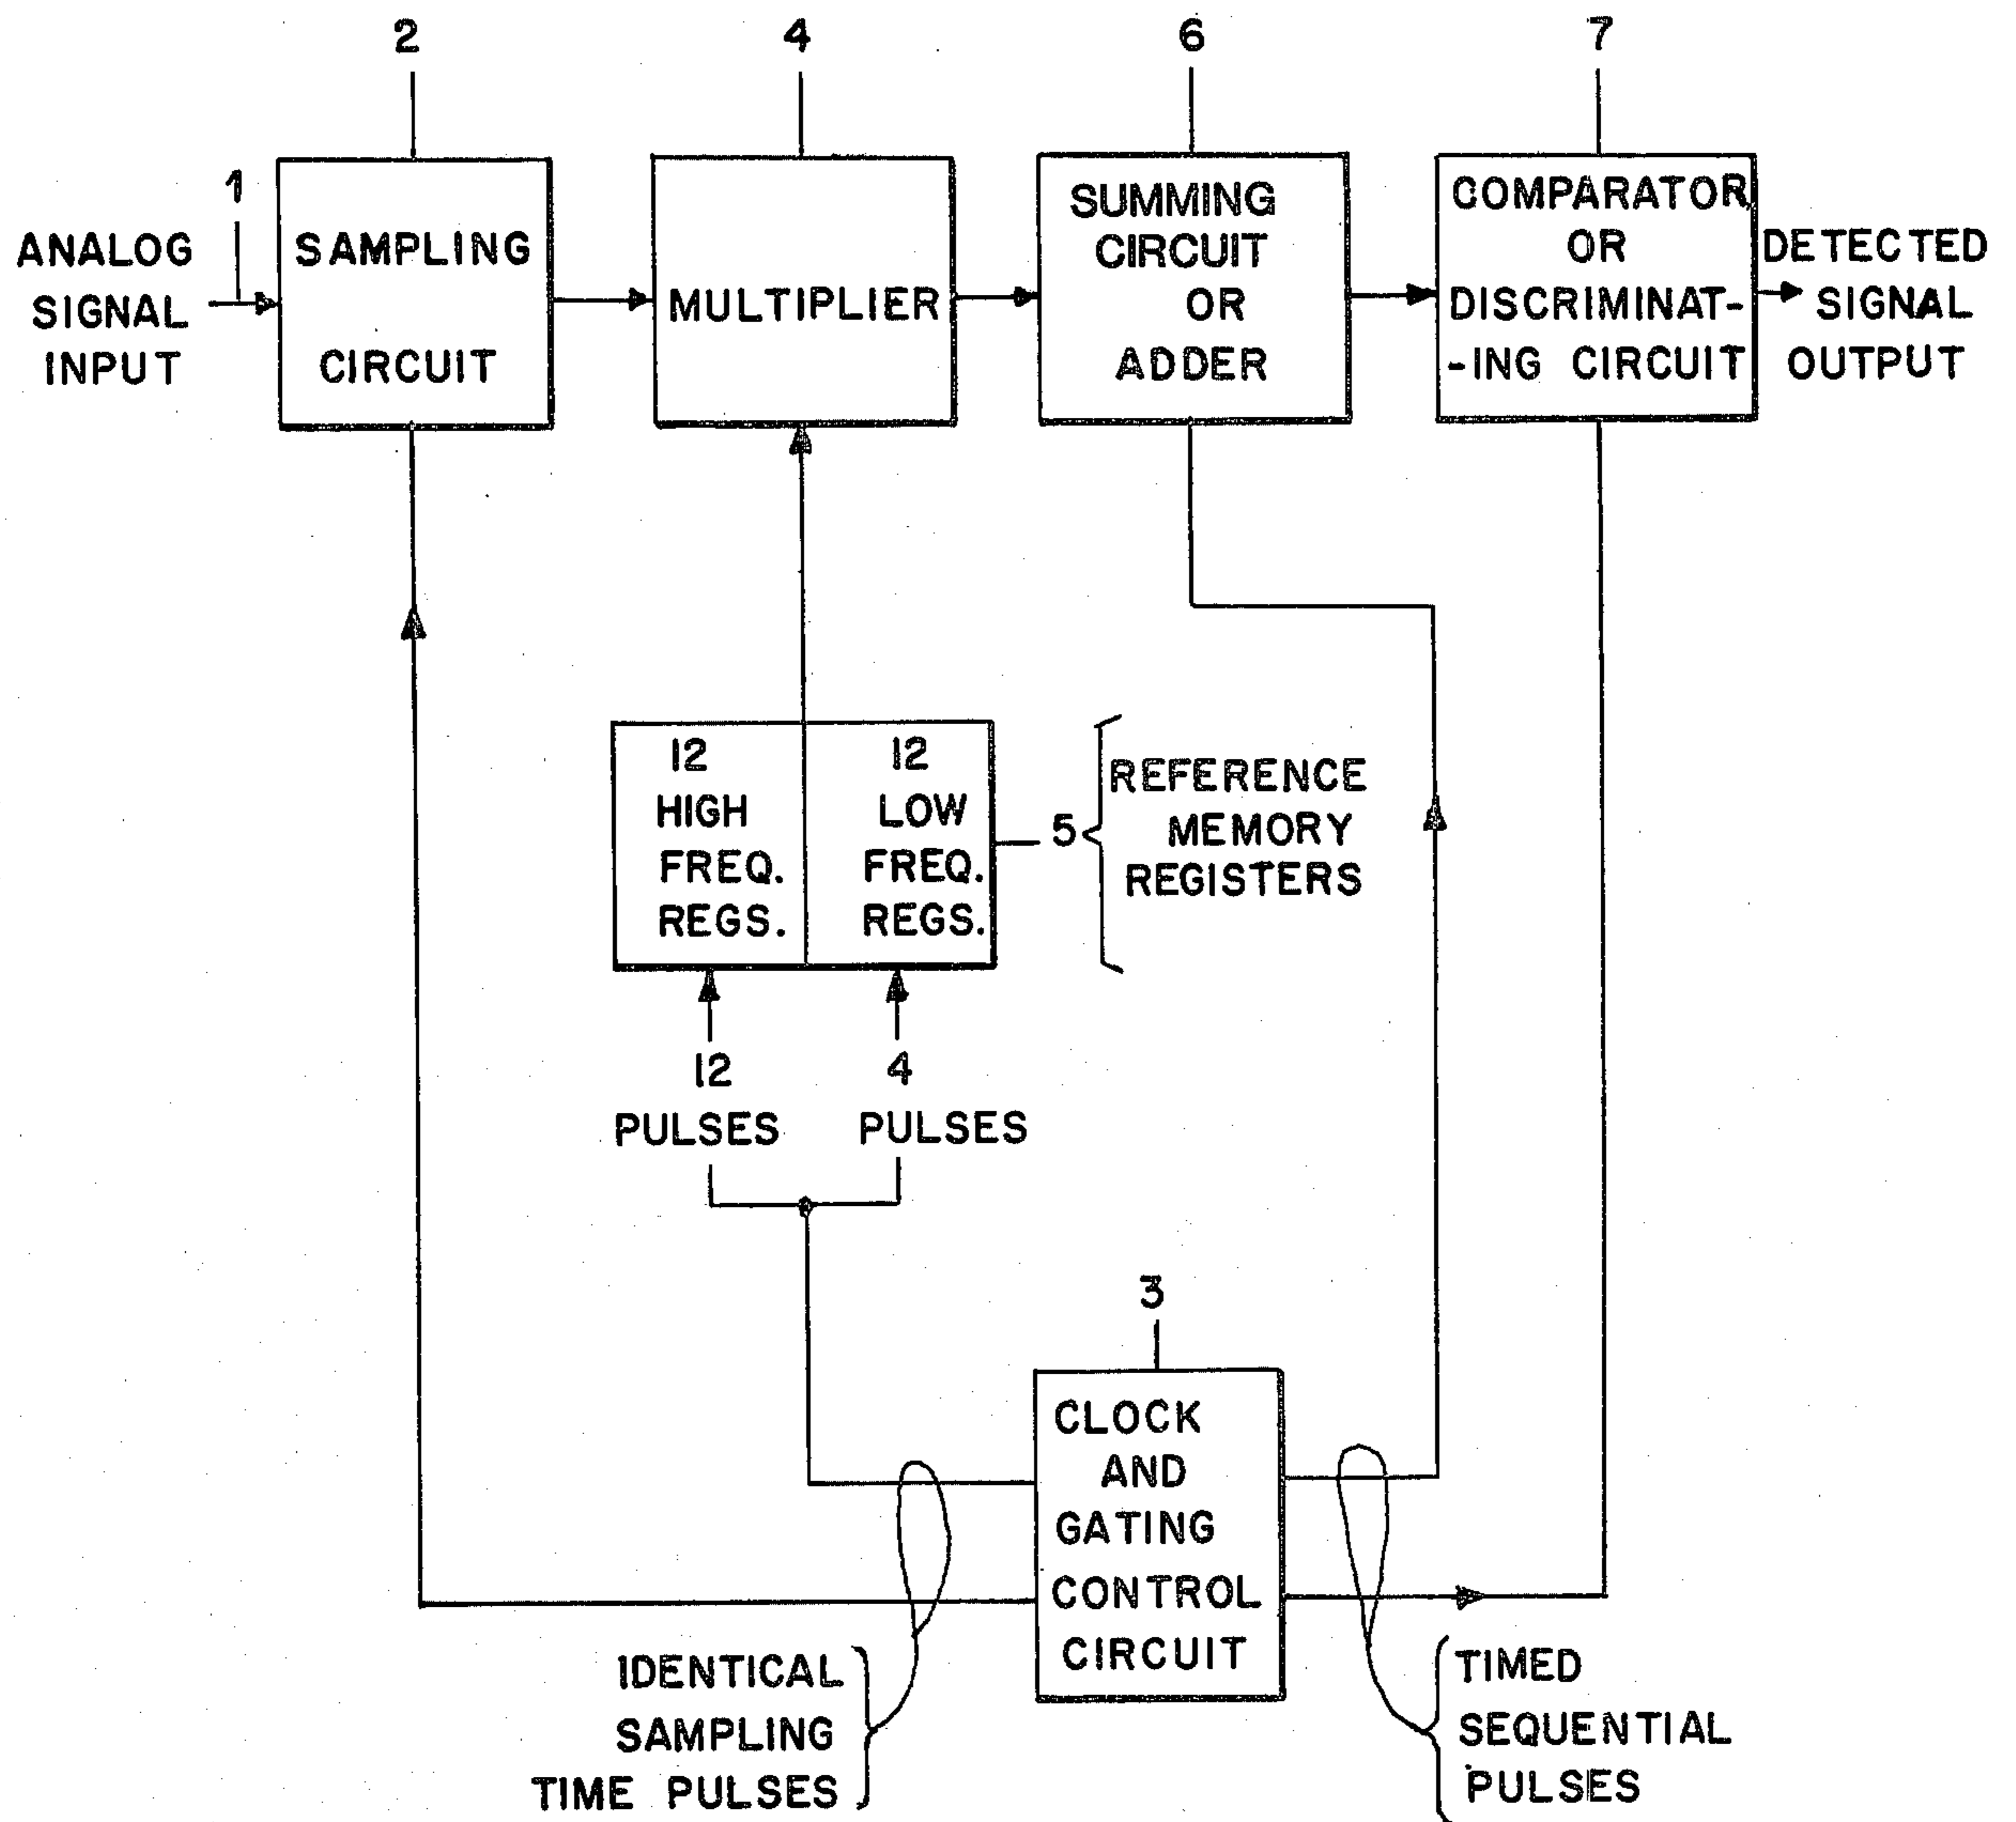 2
4
6
7
1
ANALOG
SIGNAL
INPUT
SAMPLING
CIRCUIT
MULTIPLIER
SUMMING
CIRCUIT
OR
ADDER
COMPARATOR
OR
DISCRIMINAT-
-ING CIRCUIT
DETECTED
SIGNAL
OUTPUT
12
HIGH
FREQ.
REGS.
12
LOW
FREQ.
REGS.
5
REFERENCE
MEMORY
REGISTERS
12
PULSES
4
PULSES
3
CLOCK
AND
GATING
CONTROL
CIRCUIT
IDENTICAL
SAMPLING
TIME PULSES
TIMED
SEQUENTIAL
PULSES